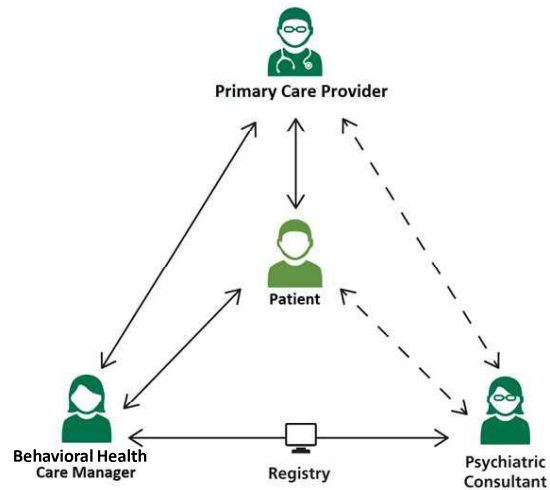 Primary Care Provider
Patient
Behavioral Health
Care Manager
Registry
Psychiatric
Consultant